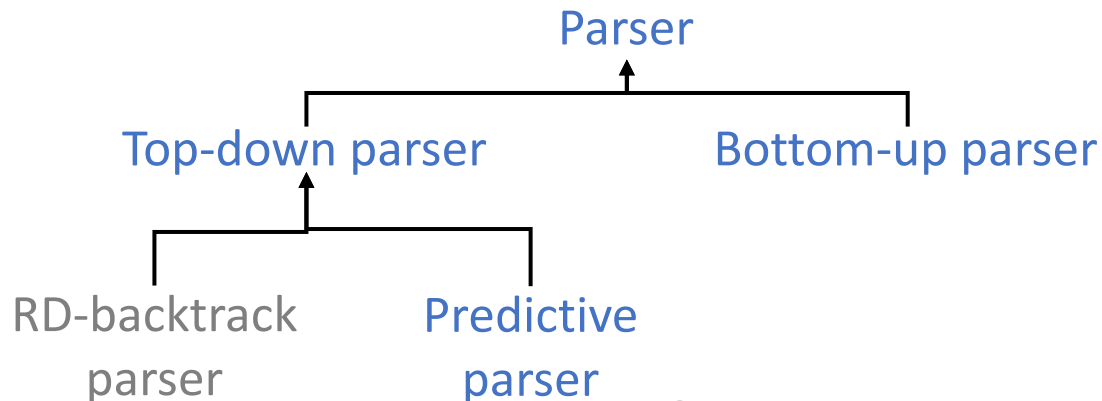 Parser
Top-down parser
Bottom-up parser
RD-backtrack
parser
Predictive
parser